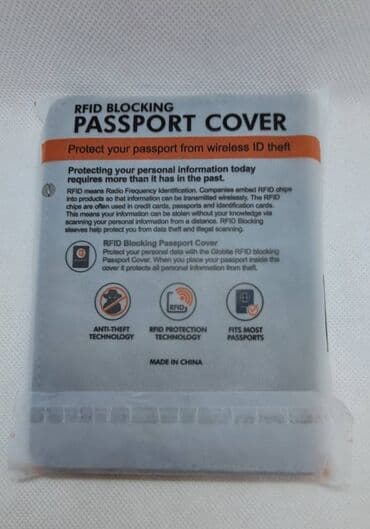 RFID BLOCKING
PASSPORT COVER
Protect your passport from wireless ID theft
Protecting your personal information today
requires more than it has in the past.
RFID means Radio Frequency Identification. Companies embed RFID chips
into products so that information can be transmitted wirelessly. The RFID
chips are often used in credit cards, passports and identification cards.
This means your information can be stolen without your knowledge via
scanning your personal information from a distance. RFID Blocking
sleeves help protect you from data theft and illegal scanning.
RFID Blocking Passport Cover
Protect your personal data with the Globite RFID blocking
Passport Cover. When you place your passport inside the
cover it protects all personal information from theft.
RFID
ANTI-THEFT
TECHNOLOGY
RFID PROTECTION
TECHNOLOGY
FITS MOST
PASSPORTS
MADE IN CHINA